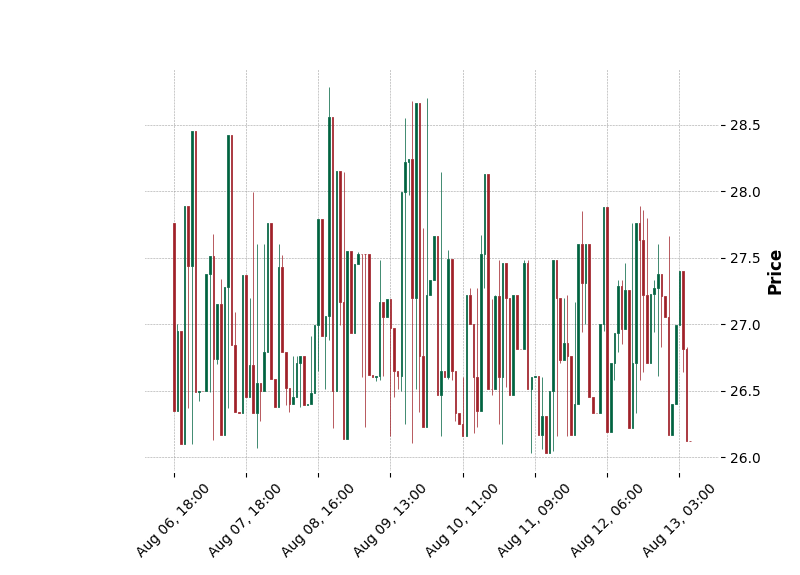 28.5
28.0
27.5
27.0
26.5
26.0
Price
Aug 06, 18:00
Aug 07, 18:00
Aug 08, 16:00
Aug 09, 13:00
Aug 10, 11:00
Aug 11, 09:00
Aug 12, 06:00
Aug 13, 03:00